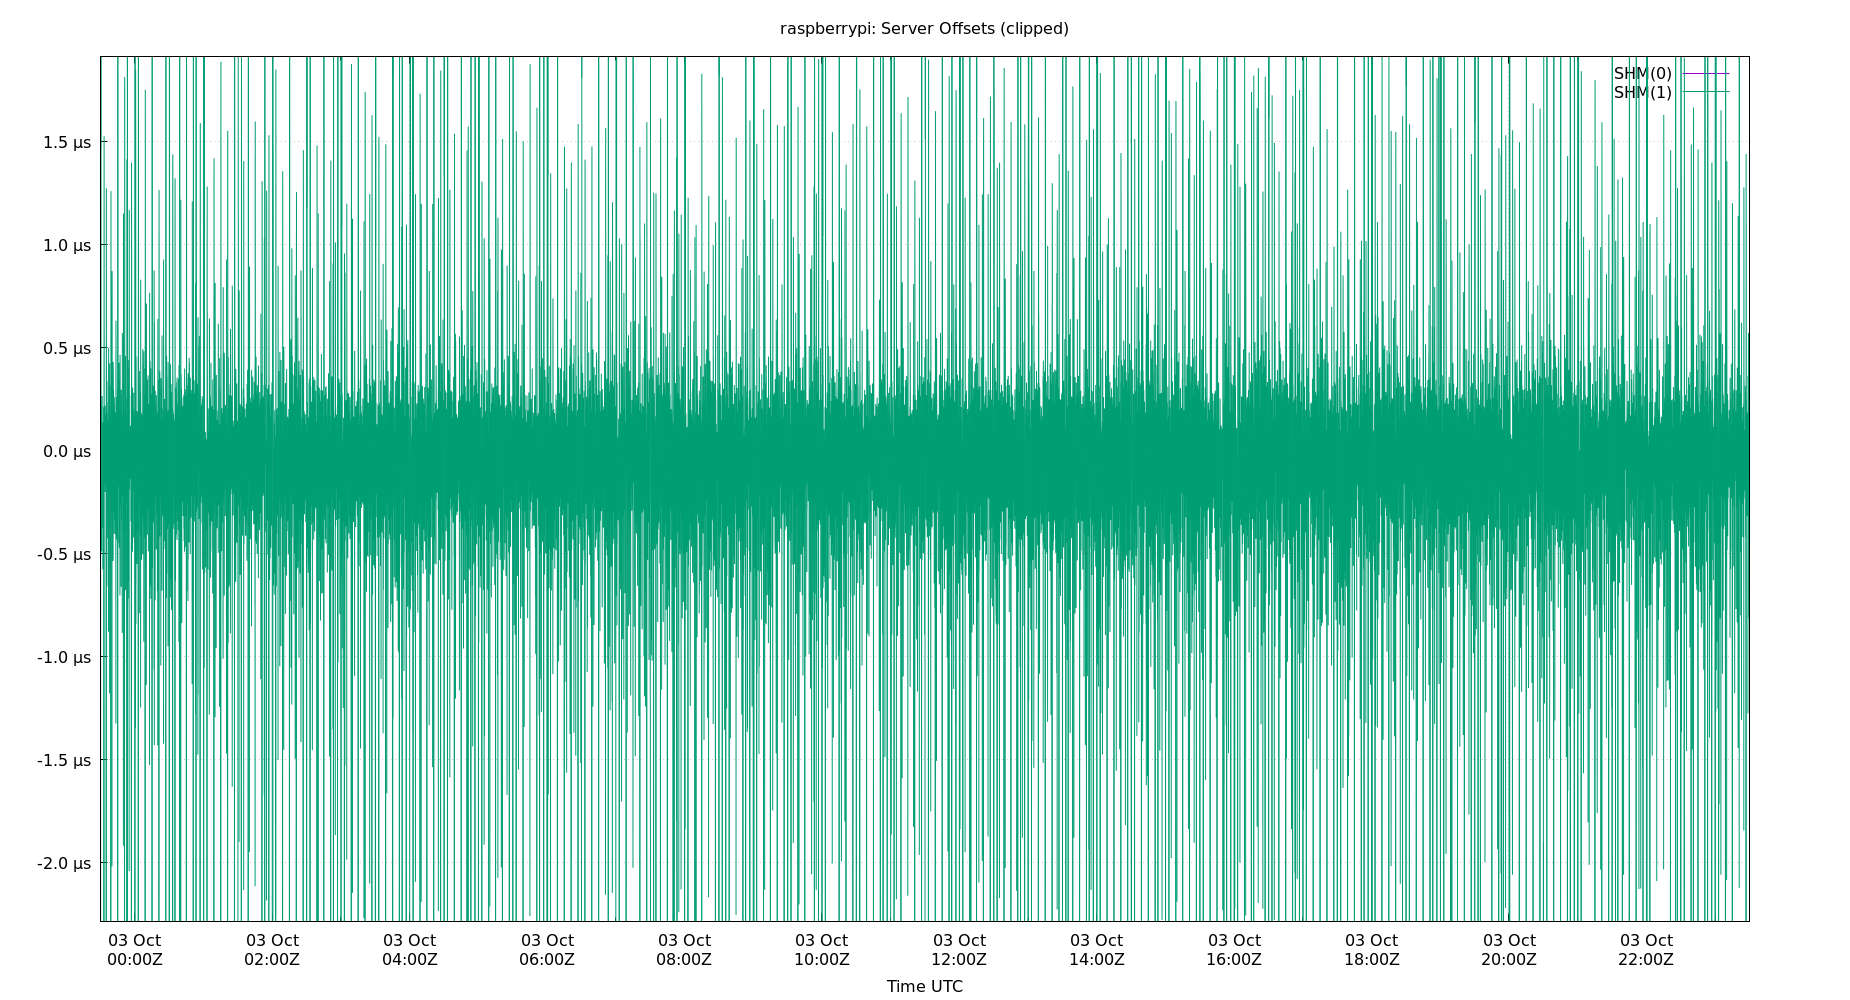 raspberrypi: Server Offsets (clipped)
SHM(0)
SHM(1)
1.5 µs
1.0 µs
0.5 µs
0.0 µs
-0.5 µs
-1.0 µs
-1.5 µs
-2.0 µs
03 Oct 03 Oct 03 Oct 03 Oct 03 Oct 03 Oct 03 Oct 03 Oct 03 Oct 03 Oct 03 Oct 03 Oct
00:00Z 02:00Z 04:00Z 06:00Z 08:00Z 10:00Z 12:00Z 14:00Z 16:00Z 18:00Z 20:00Z 22:00Z
Time UTC